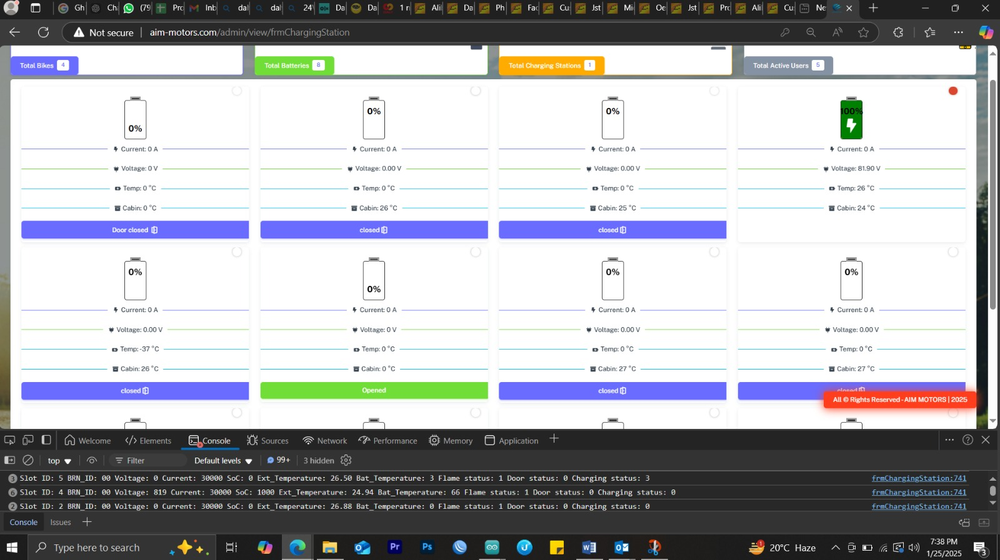 Gh
Ch
(79
Pro
Inb
dal
dal
24\
Da
Da
1 r
Ali
Da
Ph
Fac
Cu
Jst
Mi
Oe
Jst
Pro
Ali
Cu
Ne
Not secure
aim-motors.com/admin/view/frmChargingStation
Total Bikes 4
Total Batteries 8
Total Charging Stations 1
Total Active Users 5
0%
Current: 0 A
Voltage: 0 V
Temp: 0 °C
Cabin: 0 °C
Door closed
0%
Current: 0 A
Voltage: 0.00 V
Temp: 0 °C
Cabin: 26 °C
closed
0%
Current: 0 A
Voltage: 0.00 V
Temp: 0 °C
Cabin: 25 °C
closed
100%
Current: 0 A
Voltage: 81.90 V
Temp: 26 °C
Cabin: 24 °C
0%
Current: 0 A
Voltage: 0.00 V
Temp: -37 °C
Cabin: 26 °C
closed
0%
Current: 0 A
Voltage: 0 V
Temp: 0 °C
Cabin: 0 °C
Opened
0%
Current: 0 A
Voltage: 0.00 V
Temp: 0 °C
Cabin: 27 °C
closed
0%
Current: 0 A
Voltage: 0.00 V
Temp: 0 °C
Cabin: 27 °C
closed
All © Rights Reserved - AIM MOTORS | 2025
Welcome
Elements
Console
Sources
Network
Performance
Memory
Application
top
Filter
Default levels
99+
3 hidden
3 Slot ID: 5 BRN_ID: 00 Voltage: 0 Current: 30000 SoC: 0 Ext_Temperature: 26.50 Bat_Temperature: 3 Flame status: 1 Door status: 0 Charging status: 3 frmChargingStation:741
6 Slot ID: 4 BRN_ID: 00 Voltage: 819 Current: 30000 SoC: 1000 Ext_Temperature: 24.94 Bat_Temperature: 66 Flame status: 1 Door status: 0 Charging status: 0 frmChargingStation:741
2 Slot ID: 2 BRN_ID: 00 Voltage: 0 Current: 30000 SoC: 0 Ext_Temperature: 26.88 Bat_Temperature: 0 Flame status: 1 Door status: 0 Charging status: 0 frmChargingStation:741
Console
Issues
Type here to search
Pr
Ps
20°C Haze
7:38 PM
1/25/2025
3